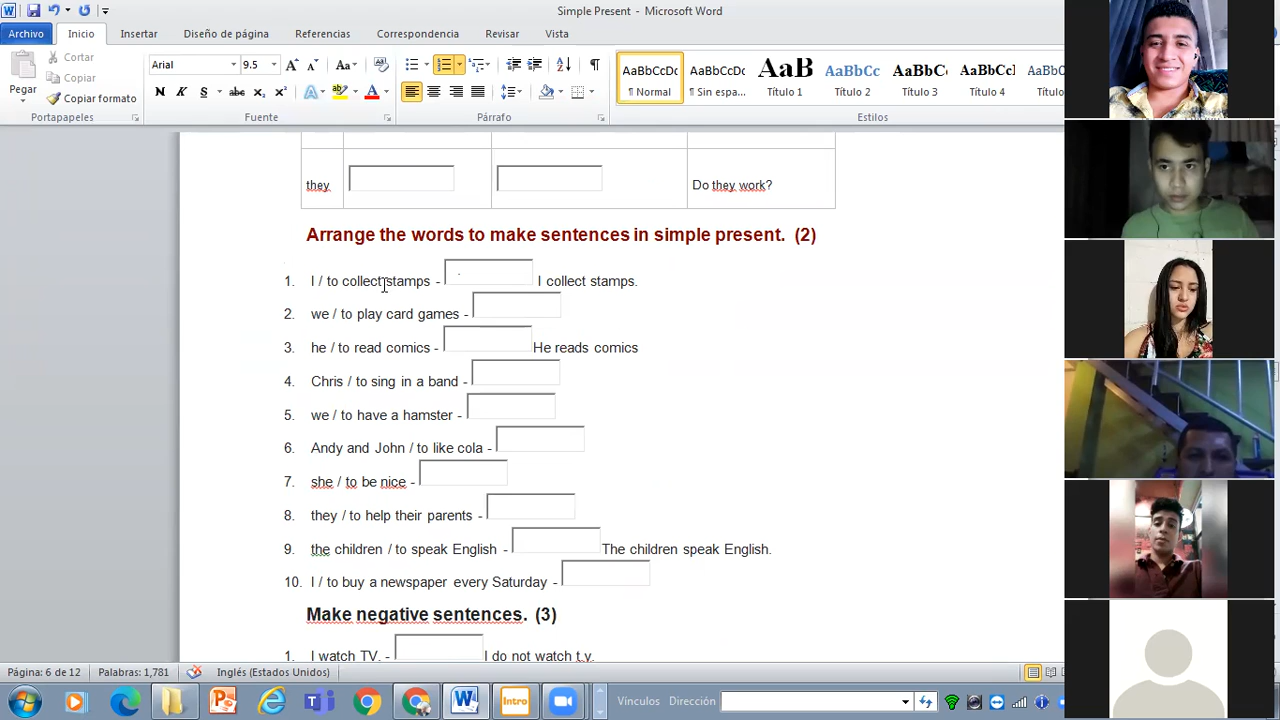 Simple Present - Microsoft Word
Archivo Inicio Insertar Diseño de página Referencias Correspondencia Revisar Vista
Cortar
Copiar
Copiar formato
Pegar
Arial 9.5
Portapapeles Fuente Párrafo Estilos
AaBbCcDc AaBbCcDc AaB AaBbCc AaBbC AaBbCcI AaBbC
Normal Sin espa... Título 1 Título 2 Título 3 Título 4 Títu
they Do they work?
Arrange the words to make sentences in simple present. (2)
1. I / to collect stamps - . I collect stamps.
2. we / to play card games -
3. he / to read comics - He reads comics
4. Chris / to sing in a band -
5. we / to have a hamster -
6. Andy and John / to like cola -
7. she / to be nice -
8. they / to help their parents -
9. the children / to speak English - The children speak English.
10. I / to buy a newspaper every Saturday -
Make negative sentences. (3)
1. I watch TV. - I do not watch t.v.
Página: 6 de 12 Palabras: 1,781 Inglés (Estados Unidos)
Intro Vínculos Dirección